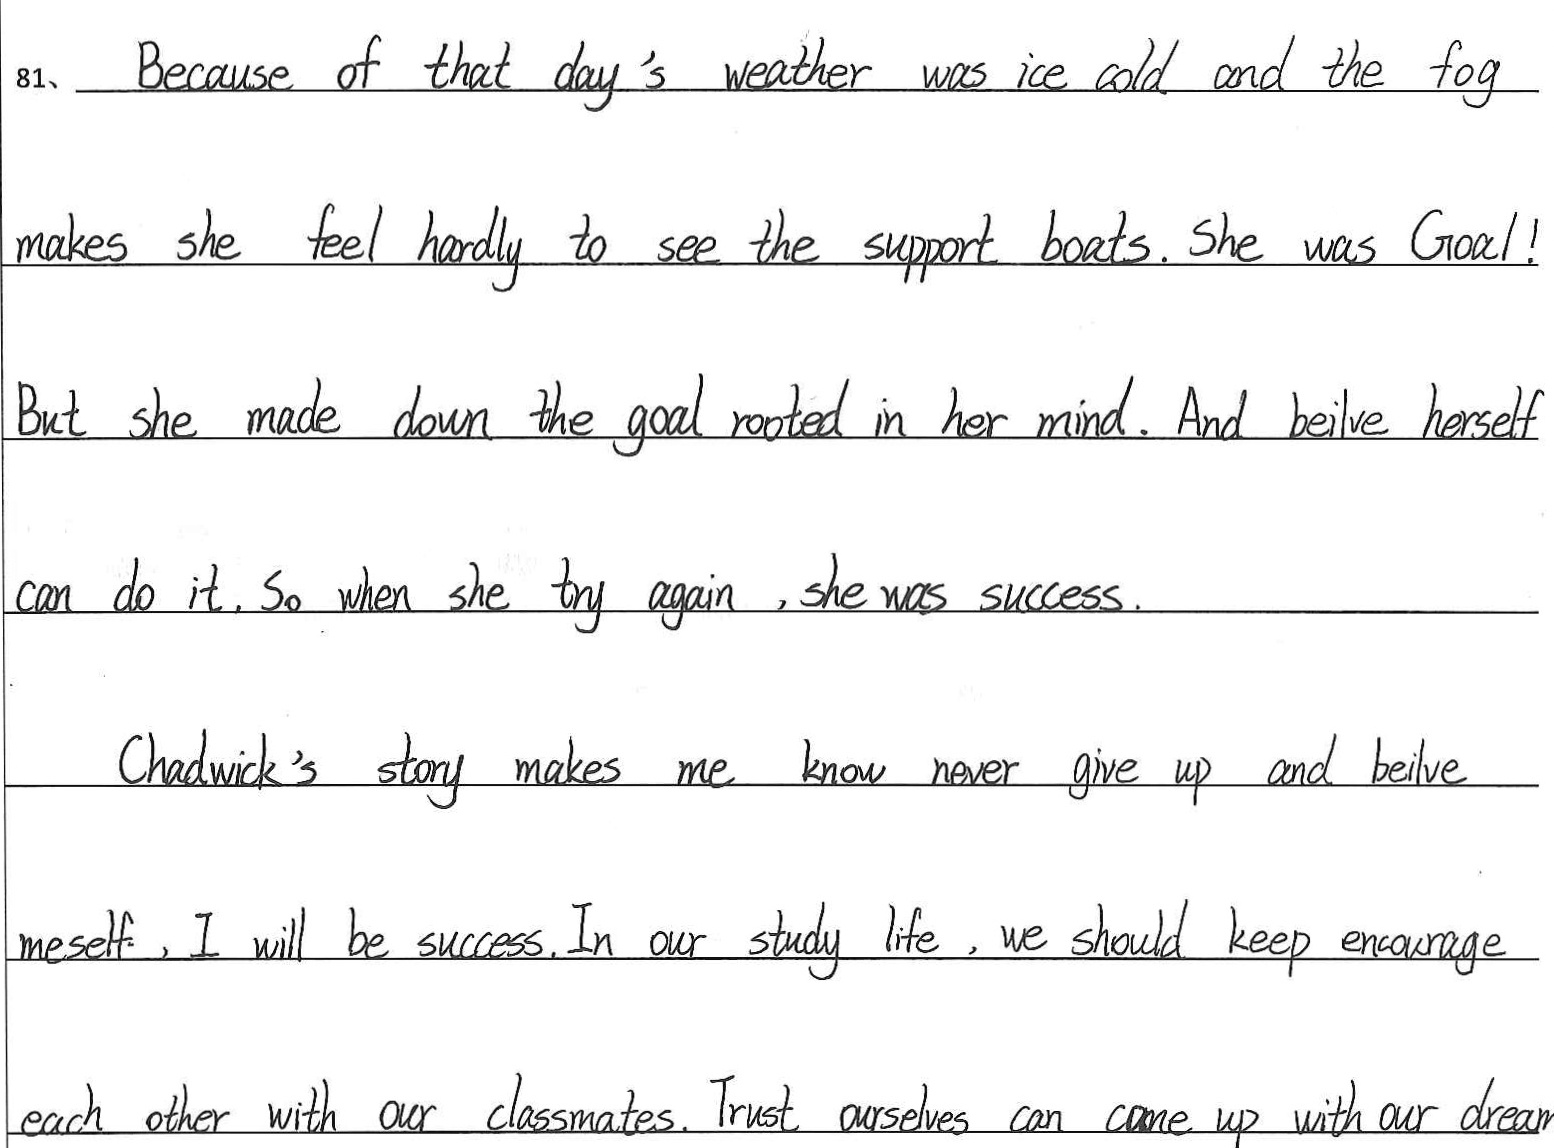 81、 Because of that day's weather was ice cold and the fog
makes she feel hardly to see the support boats. She was Goal!
But she made down the goal rooted in her mind. And beilve herself
can do it. So when she try again , she was success.
Chadwick's story makes me know never give up and beilve
meself , I will be success. In our study life , we should keep encourage
each other with our classmates. Trust ourselves can come up with our dream